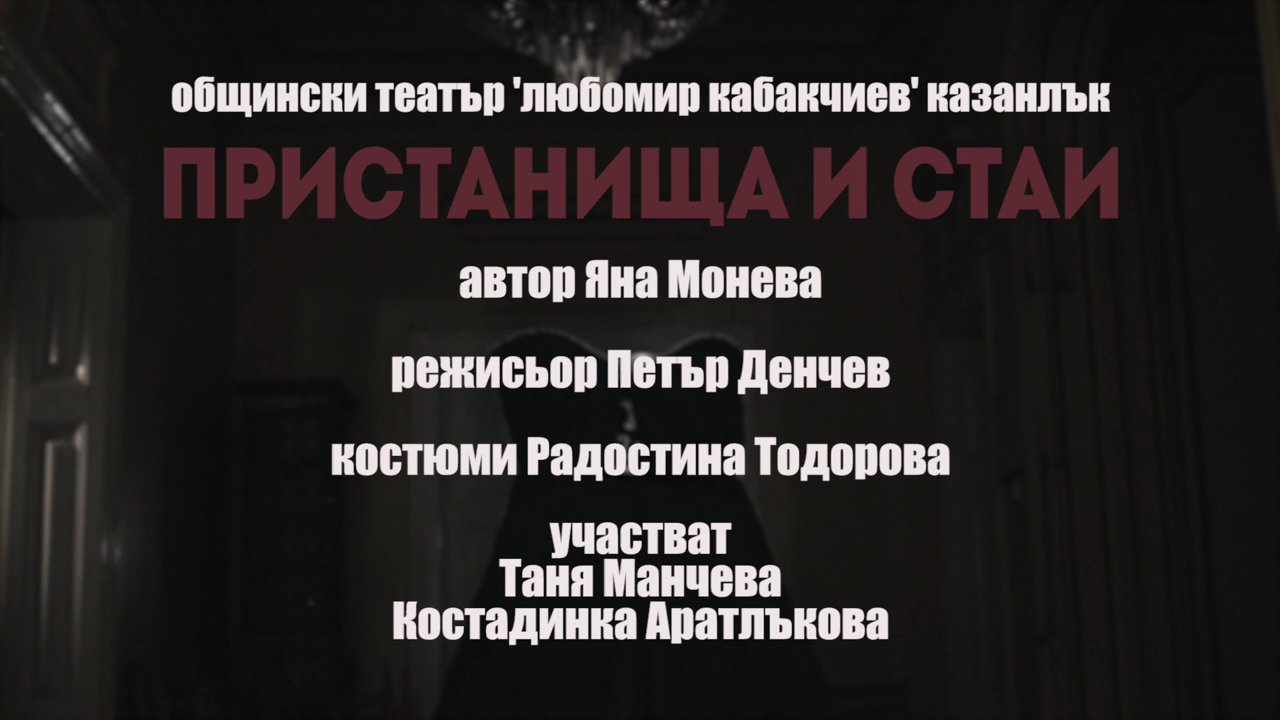 общински театър 'любомир кабакчиев' казанлък
ПРИСТАНИЩА И СТАИ
автор Яна Монева
режисьор Петър Денчев
костюми Радостина Тодорова
участват
Таня Манчева
Костадинка Аратлъкова